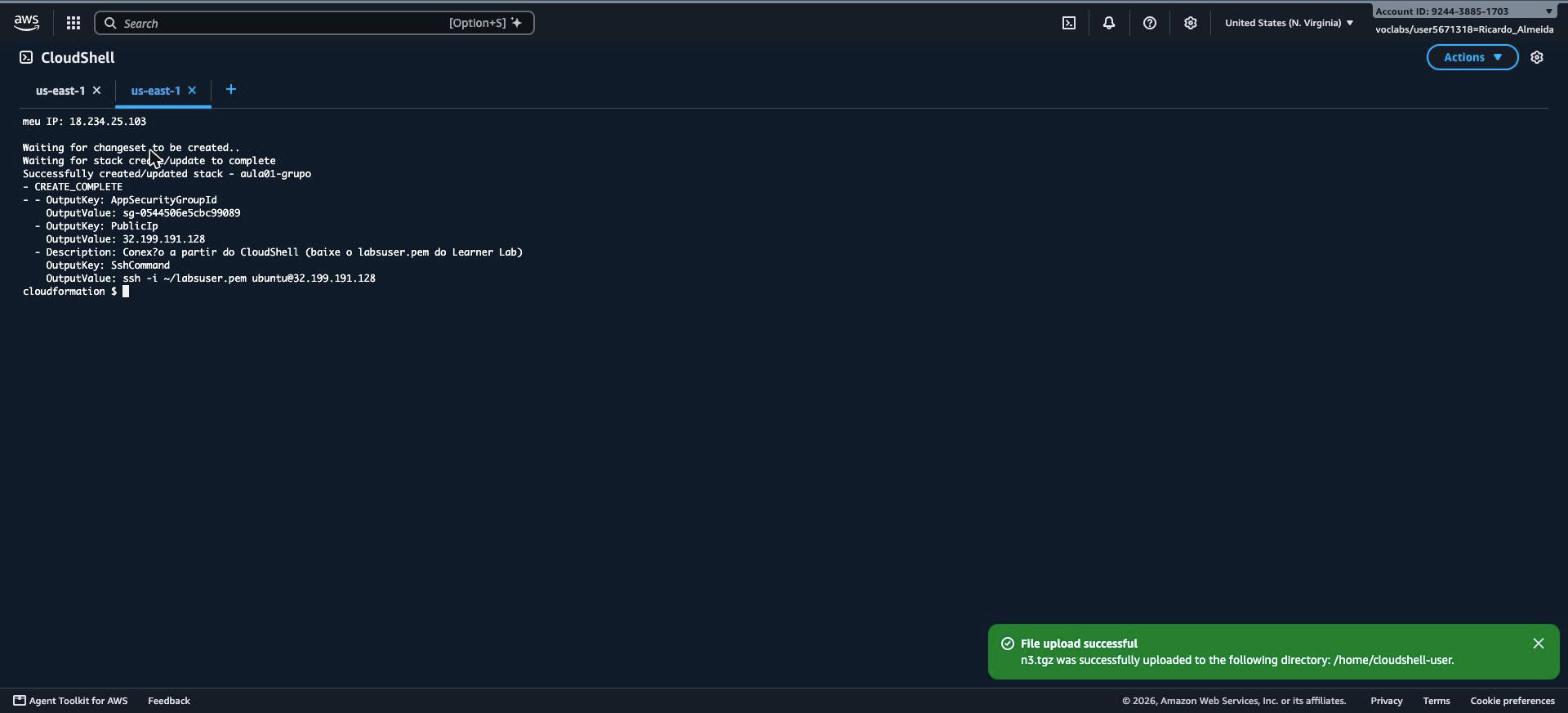 aws
Search
[Option+S]
United States (N. Virginia)
Account ID: 9244-3885-1703
voclabs/user5671318=Ricardo_Almeida
CloudShell
Actions
us-east-1
us-east-1
meu IP: 18.234.25.103
Waiting for changeset to be created..
Waiting for stack create/update to complete
Successfully created/updated stack - aula01-grupo
- CREATE_COMPLETE
- - OutputKey: AppSecurityGroupId
OutputValue: sg-0544506e5cbc99089
- OutputKey: PublicIp
OutputValue: 32.199.191.128
- Description: Conex?o a partir do CloudShell (baixe o labsuser.pem do Learner Lab)
OutputKey: SshCommand
OutputValue: ssh -i ~/labsuser.pem ubuntu@32.199.191.128
cloudformation $
File upload successful
n3.tgz was successfully uploaded to the following directory: /home/cloudshell-user.
Agent Toolkit for AWS
Feedback
© 2026, Amazon Web Services, Inc. or its affiliates.
Privacy
Terms
Cookie preferences